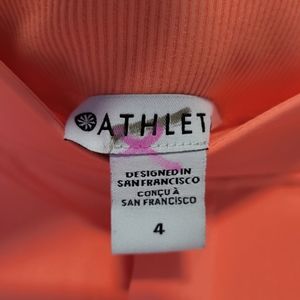 ATHLET
DESIGNED IN
SAN FRANCISCO
CONÇU À
SAN FRANCISCO
4